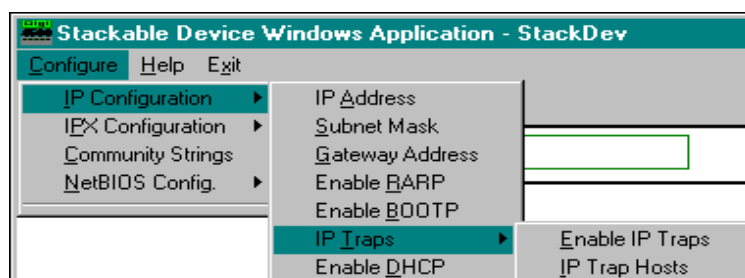 Stackable Device Windows Application - StackDev
Configure Help Exit
IP Configuration
IPX Configuration
Community Strings
NetBIOS Config.
IP Address
Subnet Mask
Gateway Address
Enable RARP
Enable BOOTP
IP Traps
Enable DHCP
Enable IP Traps
IP Trap Hosts